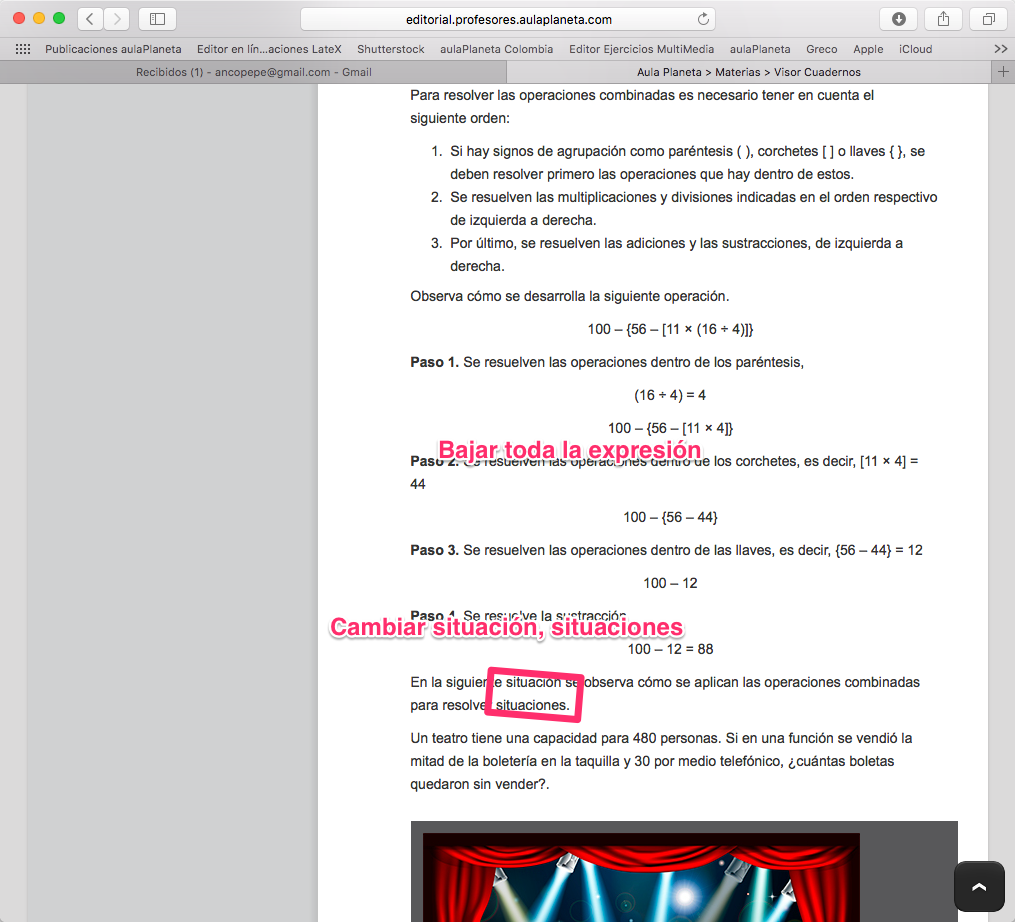 editorial.profesores.aulaplaneta.com
Publicaciones aulaPlaneta Editor en lín...aciones LateX Shutterstock aulaPlaneta Colombia Editor Ejercicios MultiMedia aulaPlaneta Greco Apple iCloud >>
Recibidos (1) - ancopepe@gmail.com - Gmail Aula Planeta > Materias > Visor Cuadernos +
Para resolver las operaciones combinadas es necesario tener en cuenta el
siguiente orden:
1. Si hay signos de agrupación como paréntesis ( ), corchetes [ ] o llaves { }, se
deben resolver primero las operaciones que hay dentro de estos.
2. Se resuelven las multiplicaciones y divisiones indicadas en el orden respectivo
de izquierda a derecha.
3. Por último, se resuelven las adiciones y las sustracciones, de izquierda a
derecha.
Observa cómo se desarrolla la siguiente operación.
100 – {56 – [11 × (16 ÷ 4)]}
Paso 1. Se resuelven las operaciones dentro de los paréntesis,
(16 ÷ 4) = 4
100 – {56 – [11 × 4]}
Bajar toda la expresión
Paso 2. Se resuelven las operaciones dentro de los corchetes, es decir, [11 × 4] =
44
100 – {56 – 44}
Paso 3. Se resuelven las operaciones dentro de las llaves, es decir, {56 – 44} = 12
100 – 12
Paso 4. Se resuelve la sustracción
Cambiar situación, situaciones
100 – 12 = 88
En la siguiente situación se observa cómo se aplican las operaciones combinadas
para resolver situaciones.
Un teatro tiene una capacidad para 480 personas. Si en una función se vendió la
mitad de la boletería en la taquilla y 30 por medio telefónico, ¿cuántas boletas
quedaron sin vender?.